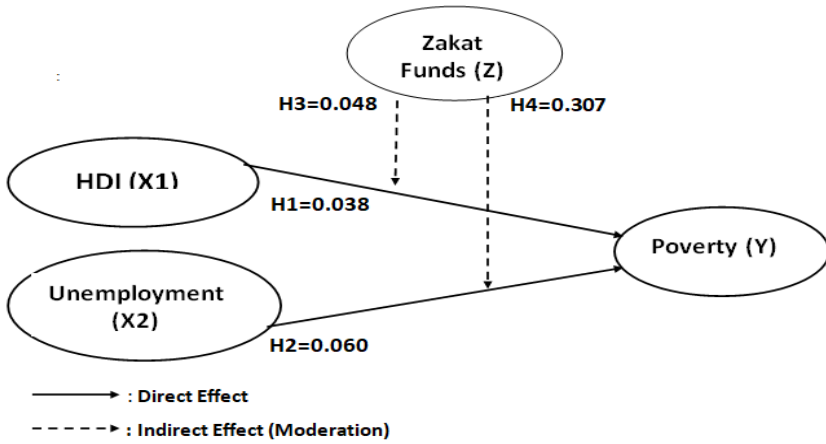 Zakat
Funds (Z)
:
H3=0.048
H4=0.307
HDI (X1)
H1=0.038
Poverty (Y)
Unemployment
(X2)
H2=0.060
: Direct Effect
: Indirect Effect (Moderation)